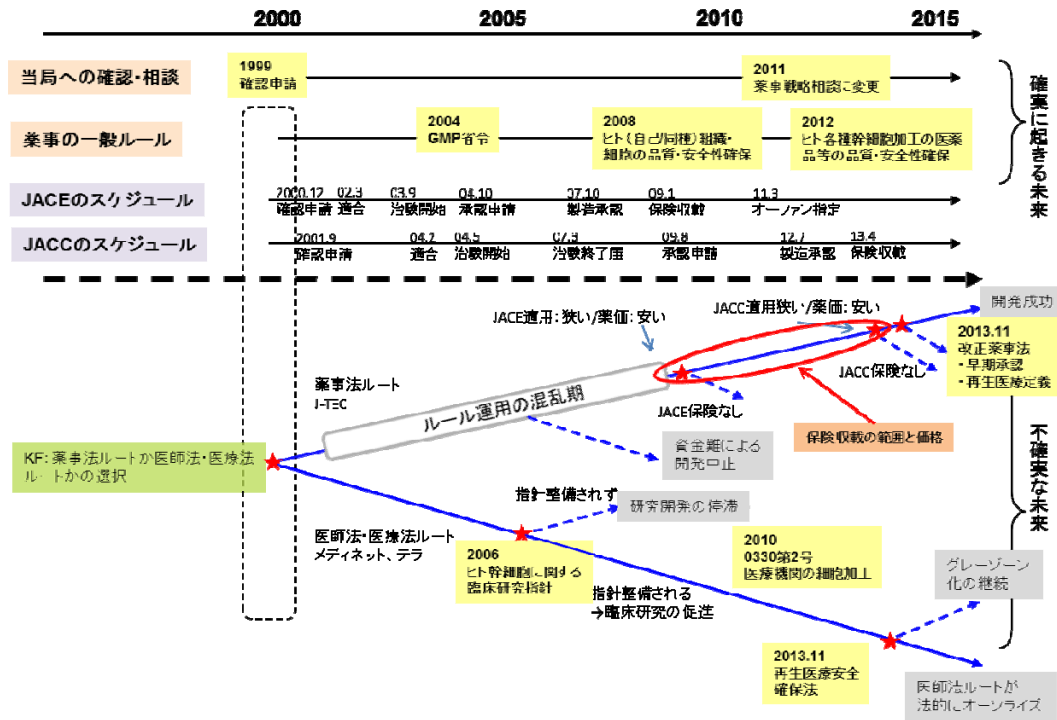 2000 2005 2010 2015
当局への確認・相談
1999
確認申請
2011
薬事戦略相談に変更
薬事の一般ルール
2004
GMP省令
2008
ヒト(自己/同種)組織・
細胞の品質・安全性確保
2012
ヒト各種幹細胞加工の医薬
品等の品質・安全性確保
確実に起きる未来
JACEのスケジュール
2000.12 02.3 03.9 04.10 07.10 09.1 11.3
確認申請 適合 治験開始 承認申請 製造承認 保険収載 オーファン指定
JACCのスケジュール
2001.9 04.2 04.5 07.3 09.8 12.7 13.4
確認申請 適合 治験開始 治験終了届 承認申請 製造承認 保険収載
JACE適用:狭い/薬価:安い
JACC適用狭い/薬価:安い
開発成功
2013.11
改正薬事法
・早期承認
・再生医療定義
JACC保険なし
薬事法ルート
J-TEC
ルール運用の混乱期
JACE保険なし
保険収載の範囲と価格
資金難による
開発中止
KF:薬事法ルートか医師法・医療法
ルートかの選択
指針整備されず
研究開発の停滞
不確実な未来
医師法・医療法ルート
メディネット、テラ
2006
ヒト幹細胞に関する
臨床研究指針
2010
0330第2号
医療機関の細胞加工
グレーゾーン
化の継続
指針整備される
→臨床研究の促進
2013.11
再生医療安全
確保法
医師法ルートが
法的にオーソライズ